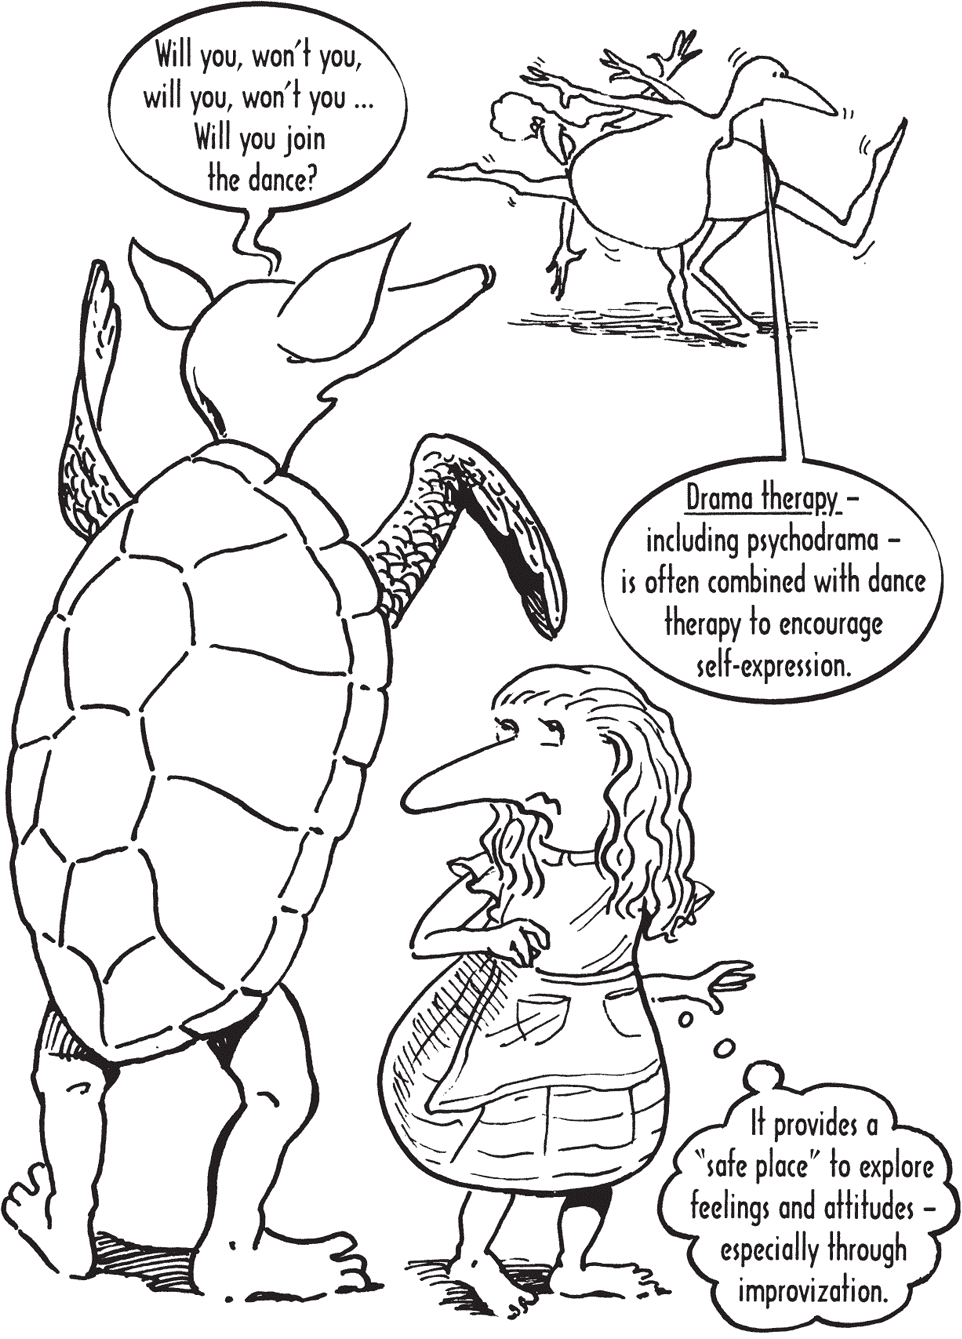 Will you, won't you,
will you, won't you ...
Will you join
the dance?
Drama therapy –
including psychodrama –
is often combined with dance
therapy to encourage
self-expression.
It provides a
"safe place" to explore
feelings and attitudes –
especially through
improvization.